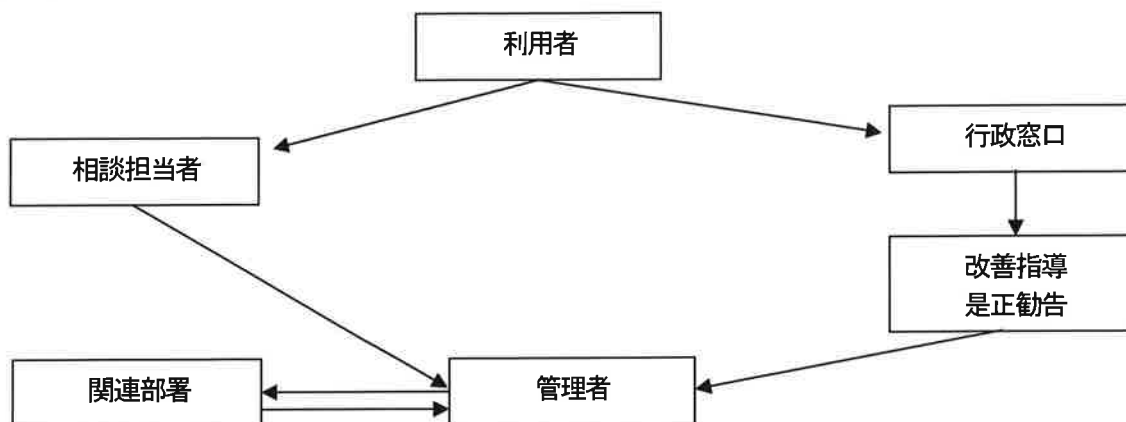 利用者
行政窓口
相談担当者
改善指導
是正勧告
関連部署
管理者